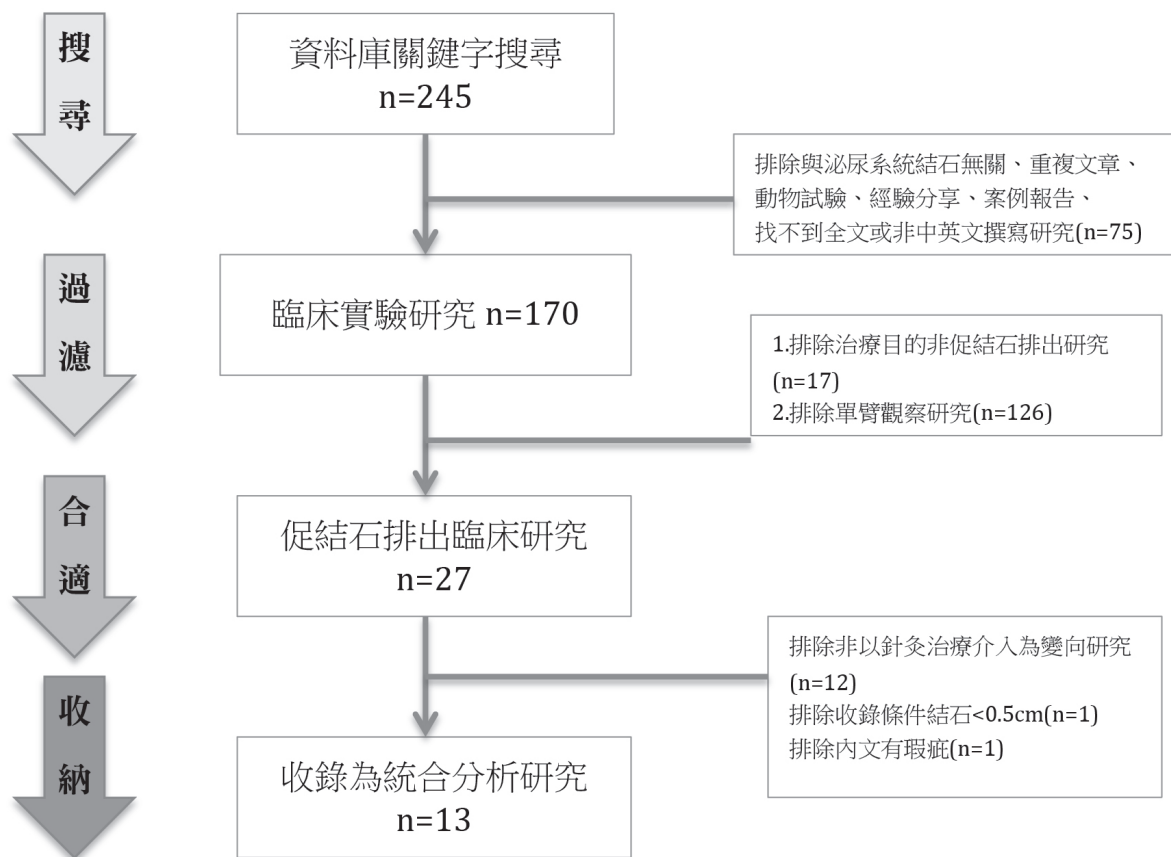 搜尋
資料庫關鍵字搜尋
n=245
排除與泌尿系統結石無關、重複文章、
動物試驗、經驗分享、案例報告、
找不到全文或非中英文撰寫研究(n=75)
過濾
臨床實驗研究 n=170
1.排除治療目的非促結石排出研究
(n=17)
2.排除單臂觀察研究(n=126)
合適
促結石排出臨床研究
n=27
排除非以針灸治療介入為變向研究
(n=12)
排除收錄條件結石<0.5cm(n=1)
排除內文有瑕疵(n=1)
收納
收錄為統合分析研究
n=13